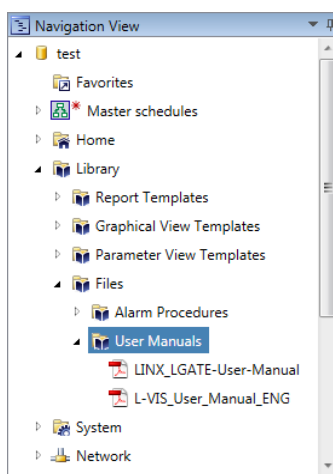 Navigation View
test
Favorites
Master schedules
Home
Library
Report Templates
Graphical View Templates
Parameter View Templates
Files
Alarm Procedures
User Manuals
LINX_LGATE-User-Manual
L-VIS_User_Manual_ENG
System
Network